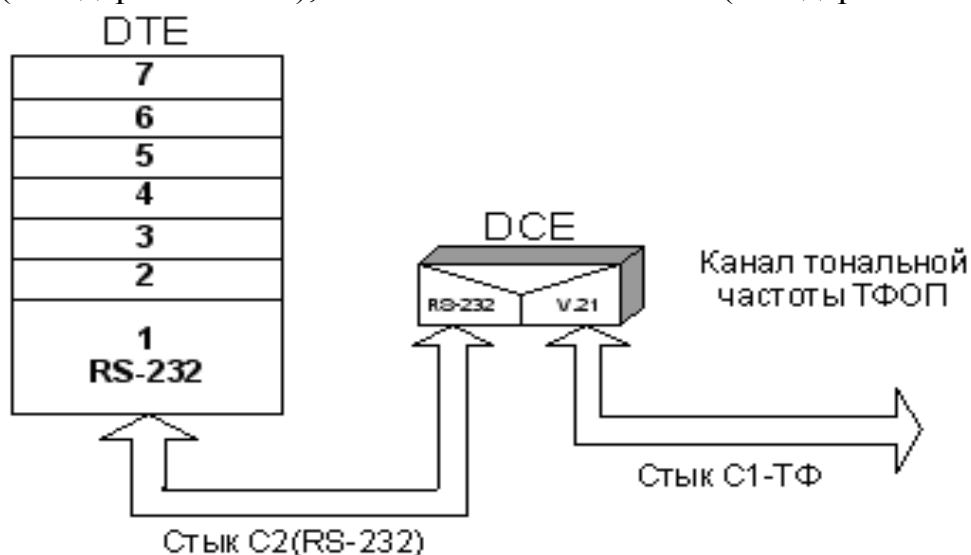 DTE
7
6
5
4
3
2
1
RS-232
DCE
RS-232
V.21
Канал тональной
частоты ТФОП
Стык С1-ТФ
Стык С2(RS-232)